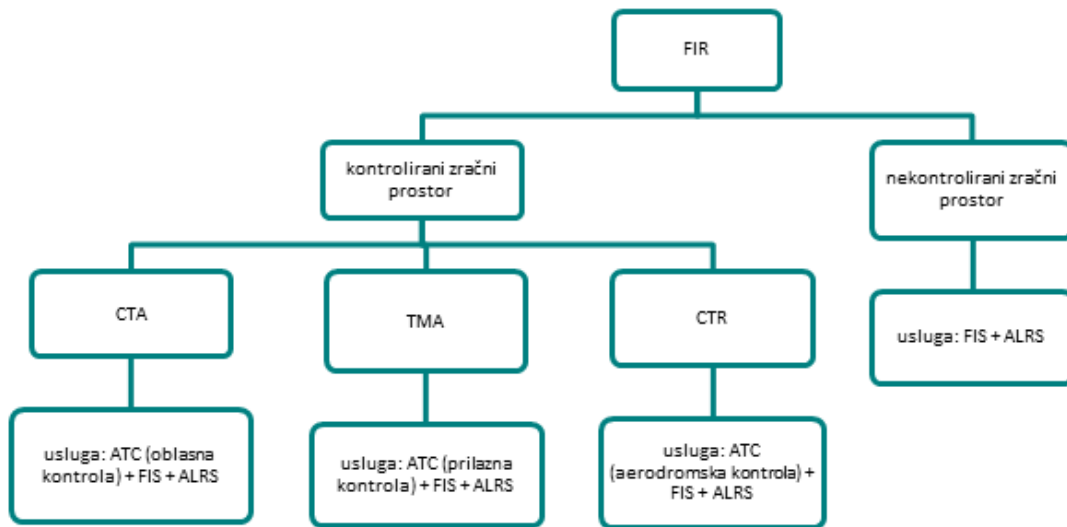 FIR
kontrolirani zračni
prostor
nekontrolirani zračni
prostor
CTA
TMA
CTR
usluga: FIS + ALRS
usluga: ATC (oblasna
kontrola) + FIS + ALRS
usluga: ATC (prilazna
kontrola) + FIS + ALRS
usluga: ATC
(aerodromska kontrola) +
FIS + ALRS